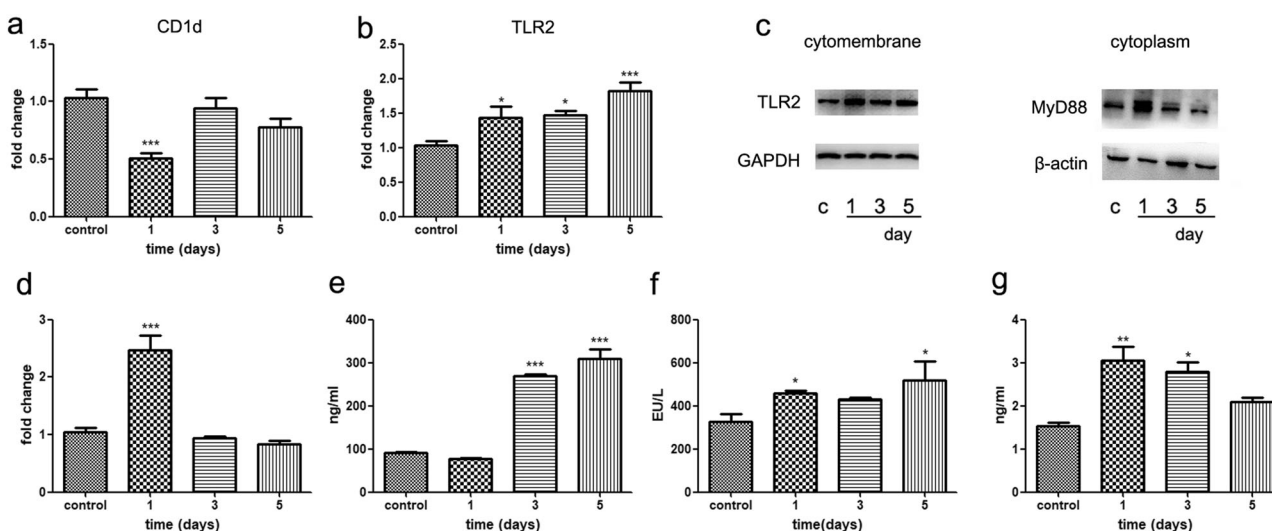 a
CD1d
fold change
1.5
1.0
0.5
0.0
***
control 1 3 5
time (days)
b
TLR2
fold change
2.5
2.0
1.5
1.0
0.5
0.0
* * ***
control 1 3 5
time (days)
c
cytomembrane cytoplasm
TLR2
GAPDH
c 1 3 5
day
MyD88
β-actin
c 1 3 5
day
d
fold change
3
2
1
0
***
control 1 3 5
time (days)
e
ng/ml
400
300
200
100
0
*** ***
control 1 3 5
time (days)
f
EU/L
800
600
400
200
0
* *
control 1 3 5
time(days)
g
ng/ml
4
3
2
1
0
** *
control 1 3 5
time (days)